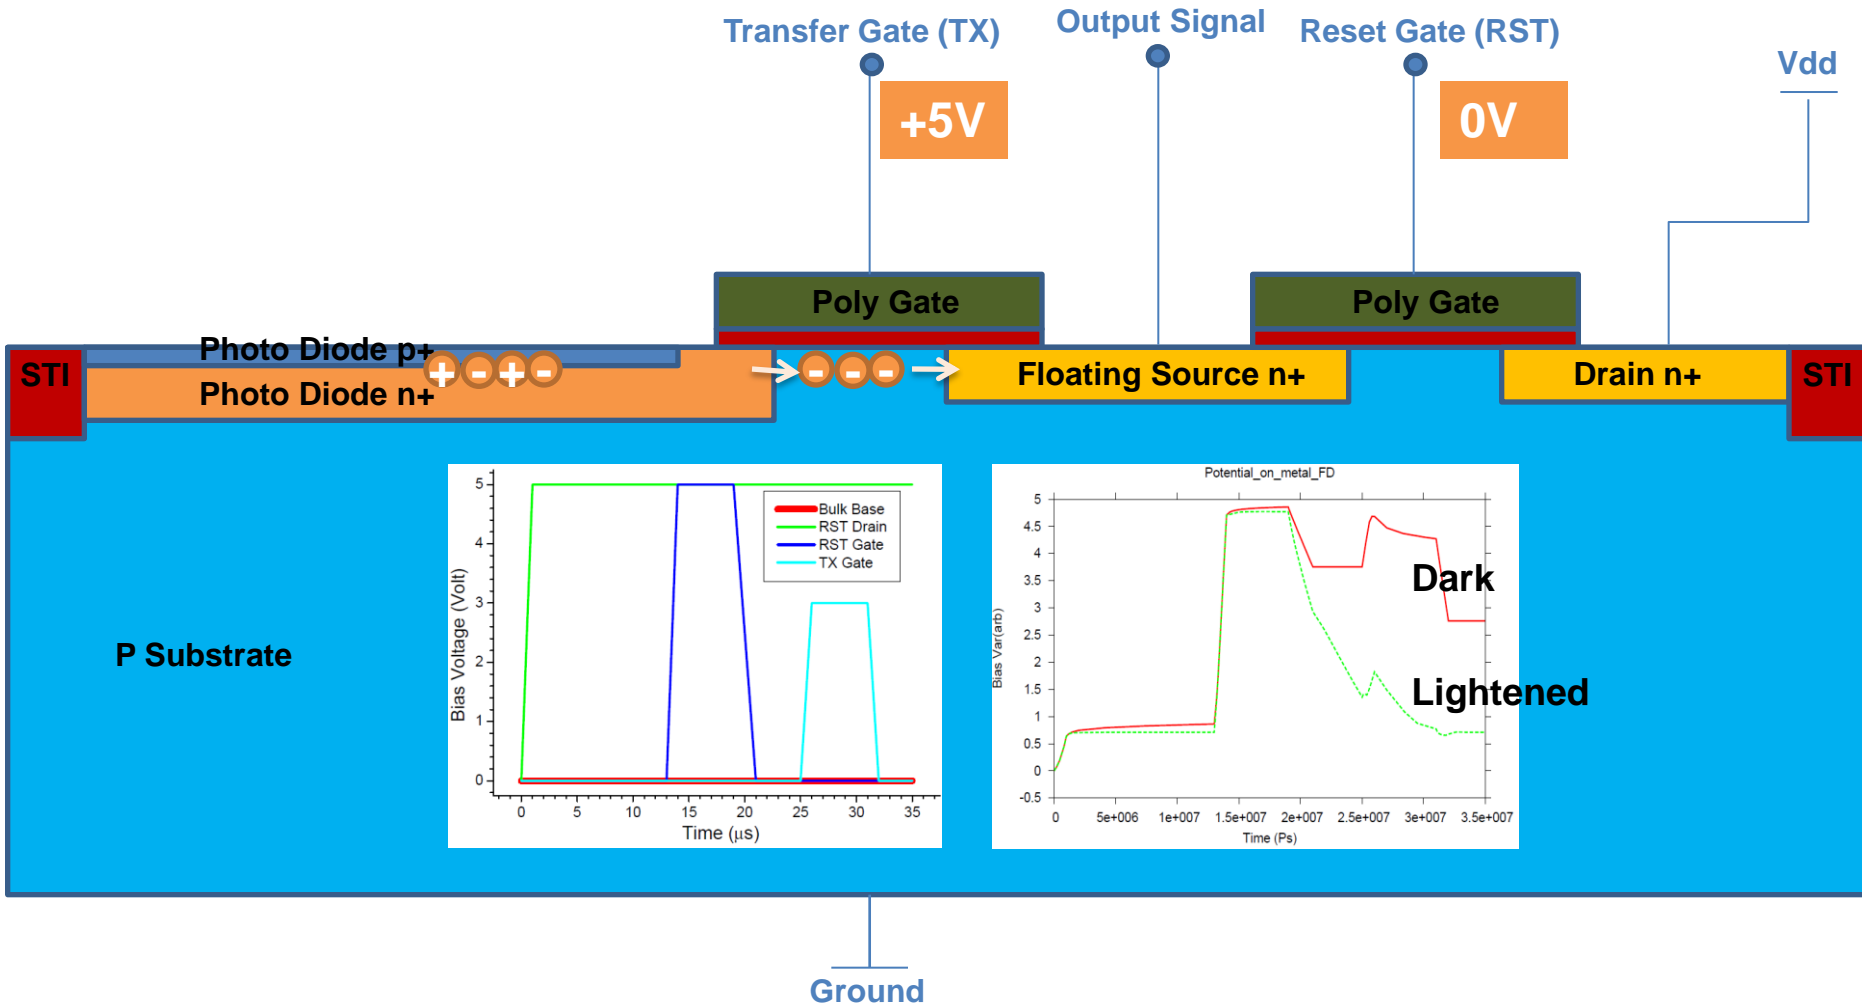 Transfer Gate (TX)
Output Signal
Reset Gate (RST)
Vdd
+5V
0V
Poly Gate
Poly Gate
STI
Photo Diode p+
+ - + -
- - -
Photo Diode n+
Floating Source n+
Drain n+
STI
P Substrate
Bias Voltage (Volt)
5
4
3
2
1
0
Bulk Base
RST Drain
RST Gate
TX Gate
0 5 10 15 20 25 30 35
Time (μs)
Potential_on_metal_FD
Bias Var(arb)
5
4.5
4
3.5
3
2.5
2
1.5
1
0.5
0
-0.5
Dark
Lightened
0 5e+006 1e+007 1.5e+007 2e+007 2.5e+007 3e+007 3.5e+007
Time (Ps)
Ground